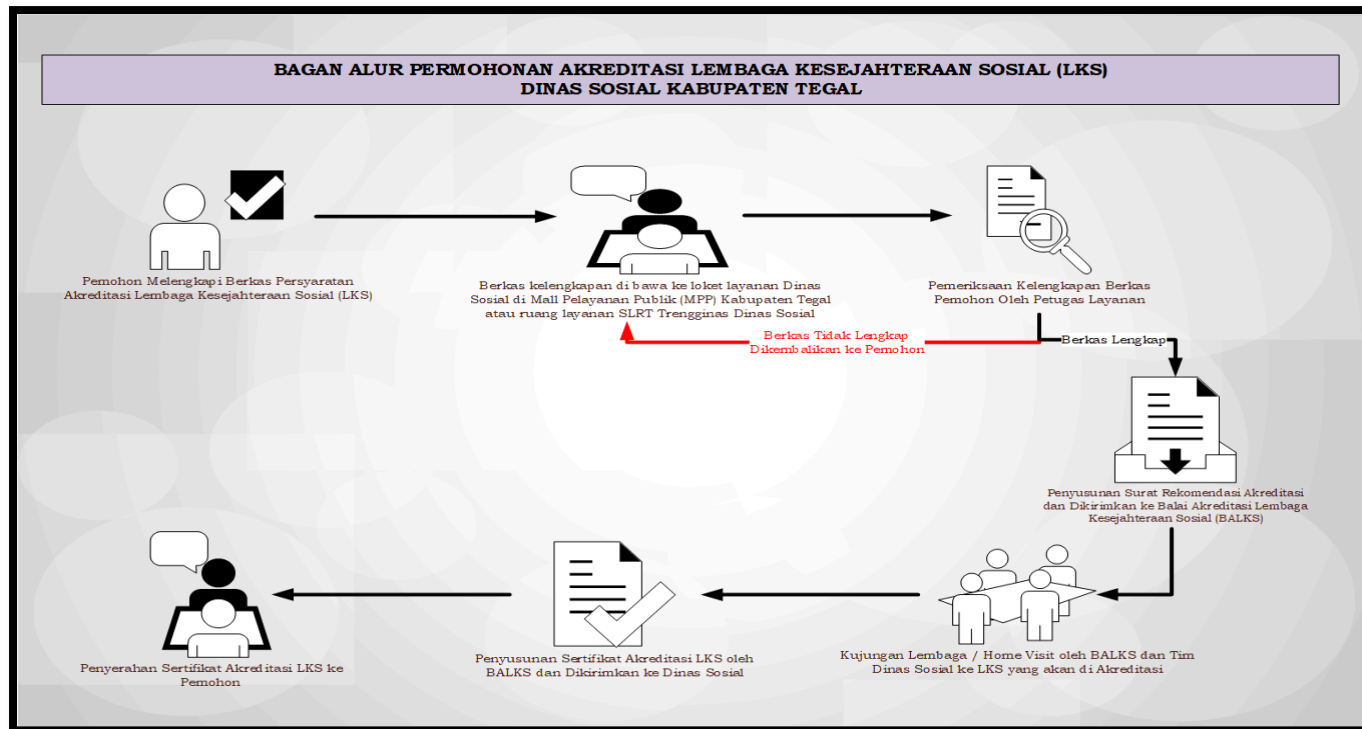 BAGAN ALUR PERMOHONAN AKREDITASI LEMBAGA KESEJAHTERAAN SOSIAL (LKS)
DINAS SOSIAL KABUPATEN TEGAL
Pemohon Melengkapi Berkas Persyaratan
Akreditasi Lembaga Kesejahteraan Sosial (LKS)
Berkas kelengkapan di bawa ke loket layanan Dinas
Sosial di Mall Pelayanan Publik (MPP) Kabupaten Tegal
atau ruang layanan SLRT Trengginas Dinas Sosial
Pemeriksaan Kelengkapan Berkas
Pemohon Oleh Petugas Layanan
Berkas Tidak Lengkap
Dikembalikan ke Pemohon
Berkas Lengkap
Penyusunan Surat Rekomendasi Akreditasi
dan Dikirimkan ke Balai Akreditasi Lembaga
Kesejahteraan Sosial (BALKS)
Kujungan Lembaga / Home Visit oleh BALKS dan Tim
Dinas Sosial ke LKS yang akan di Akreditasi
Penyusunan Sertifikat Akreditasi LKS oleh
BALKS dan Dikirimkan ke Dinas Sosial
Penyerahan Sertifikat Akreditasi LKS ke
Pemohon